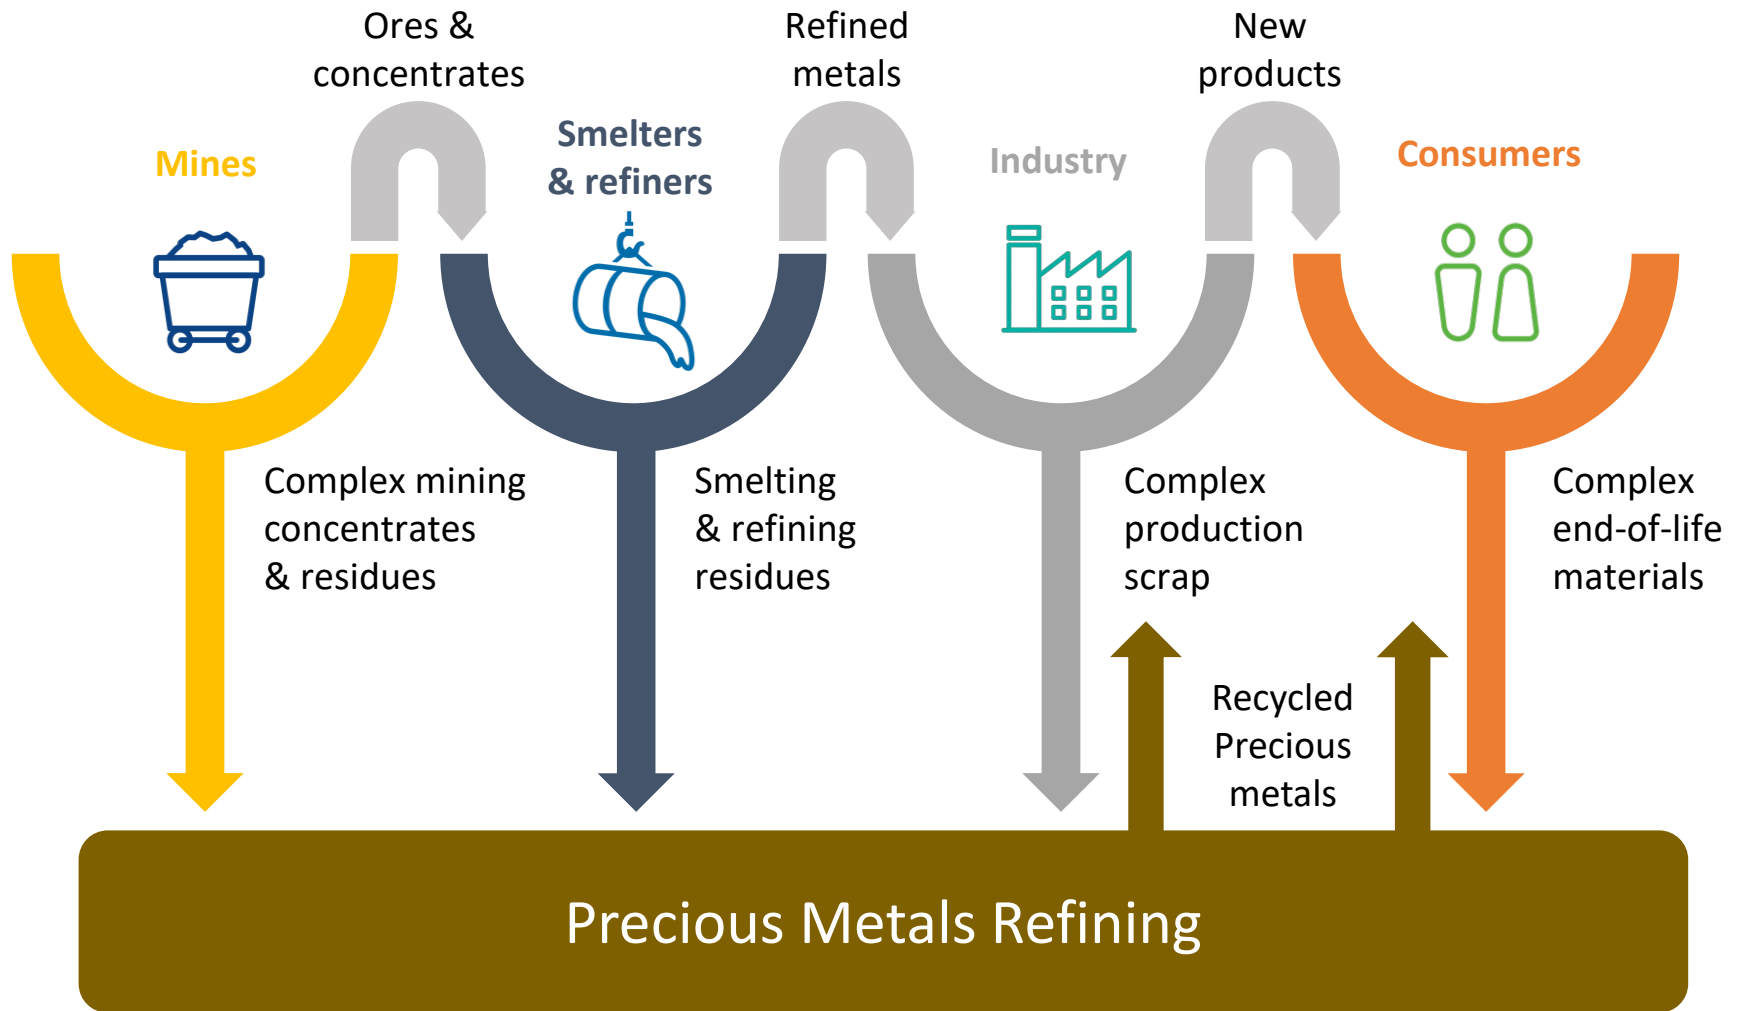 Ores &
concentrates
Refined
metals
New
products
Mines
Smelters
& refiners
Industry
Consumers
Complex mining
concentrates
& residues
Smelting
& refining
residues
Complex
production
scrap
Complex
end-of-life
materials
Recycled
Precious
metals
Precious Metals Refining